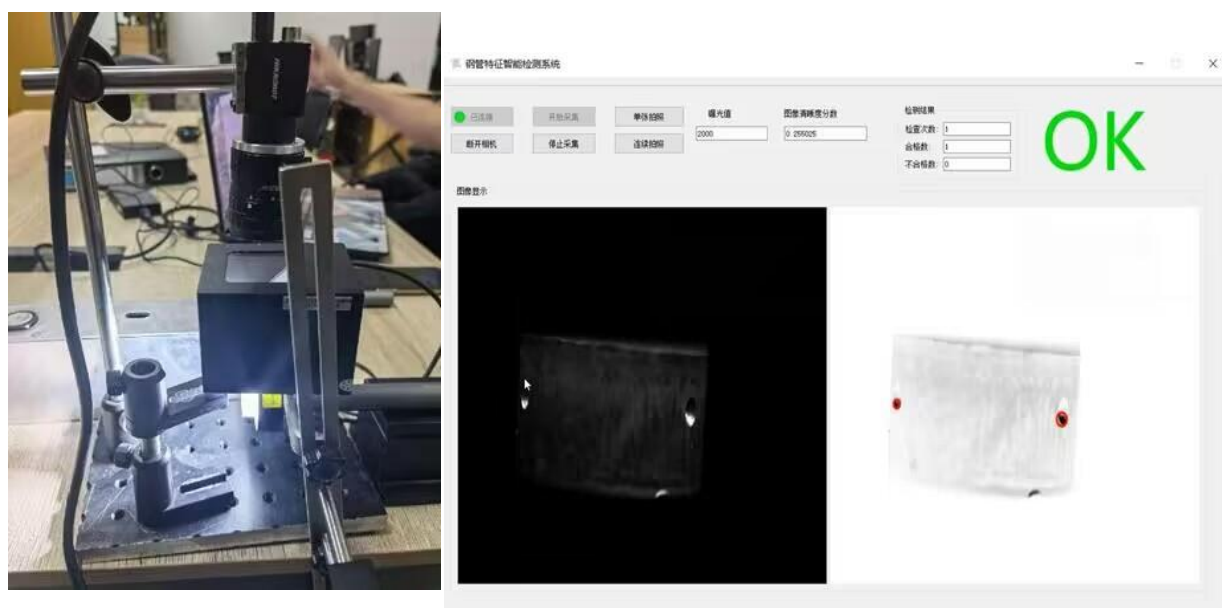 钢管特征智能检测系统
已连接 开始采集 单张拍照 曝光值 图像清晰度分数 检测结果
2000 0.255025 检查次数: 1
断开相机 停止采集 连续拍照 合格数: 1
不合格数: 0
OK
图像显示